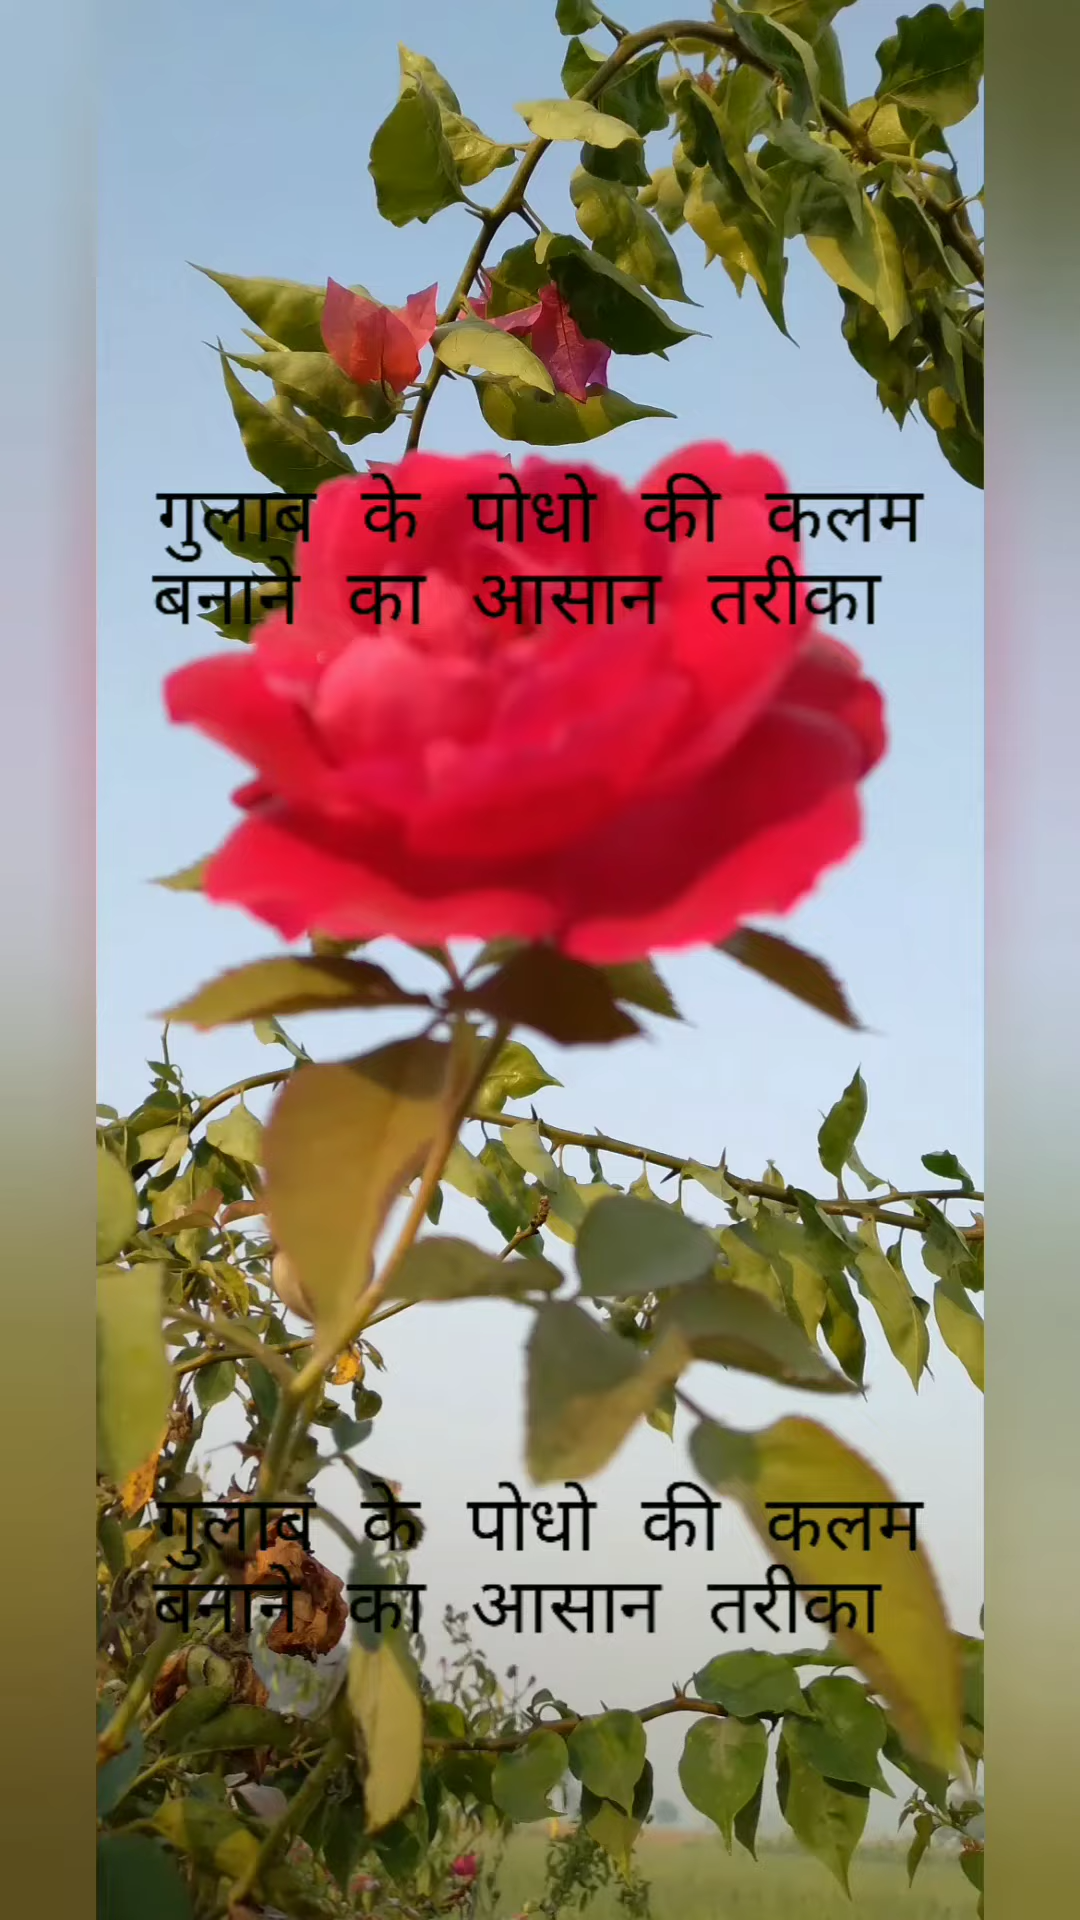 गुलाब के पोधो की कलम
बनाने का आसान तरीका
गुलाब के पोधो की कलम
बनाने का आसान तरीका